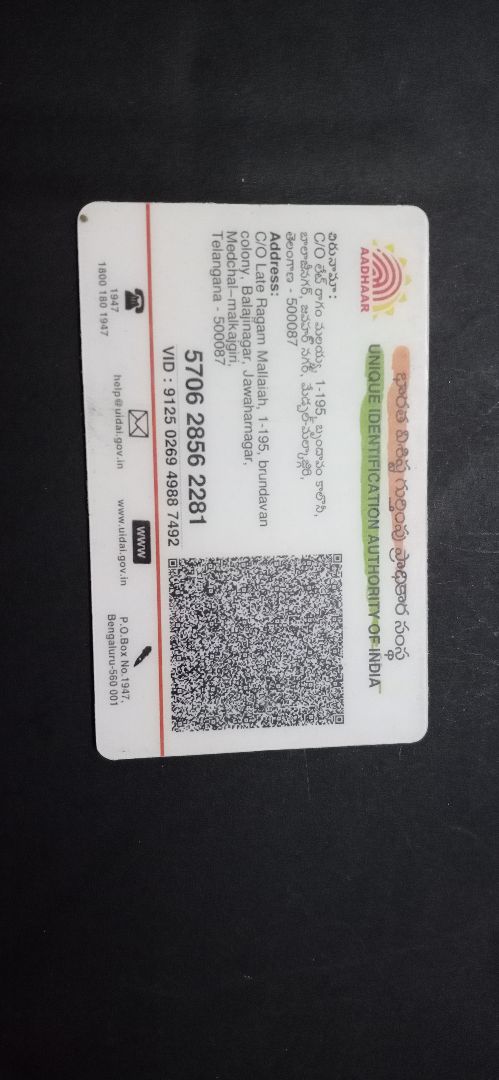 భారత విశిష్ట గుర్తింపు ప్రాధికార సంస్థ
UNIQUE IDENTIFICATION AUTHORITY OF INDIA
AADHAAR
చిరునామా:
C/O లేట్ రాగం మల్లయ్య, 1-195, బృందావం కాలొని,
బాలాజీనగర్, జవహర్ నగర్, మేడ్చల్-మల్కాజ్గిరి,
తెలంగాణ - 500087
Address:
C/O Late Ragam Mallaiah, 1-195, brundavan
colony, Balajinagar, Jawaharnagar,
Medchal-malkajgiri,
Telangana - 500087
5706 2856 2281
VID : 9125 0269 4988 7492
1947
1800 180 1947
help@uidai.gov.in
www
www.uidai.gov.in
P.O.Box No.1947,
Bengaluru-560 001